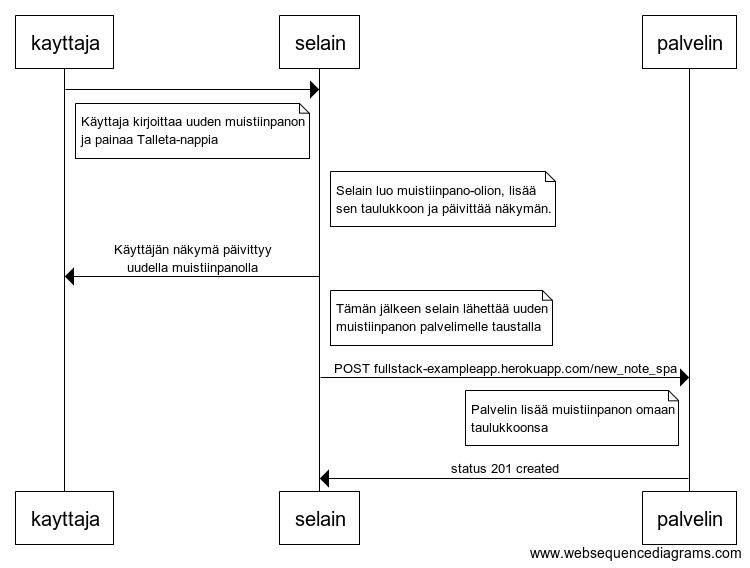 kayttaja
selain
palvelin
Käyttaja kirjoittaa uuden muistiinpanon
ja painaa Talleta-nappia
Selain luo muistiinpano-olion, lisää
sen taulukkoon ja päivittää näkymän.
Käyttäjän näkymä päivittyy
uudella muistiinpanolla
Tämän jälkeen selain lähettää uuden
muistiinpanon palvelimelle taustalla
POST fullstack-exampleapp.herokuapp.com/new_note_spa
Palvelin lisää muistiinpanon omaan
taulukkoonsa
status 201 created
kayttaja
selain
palvelin
www.websequencediagrams.com